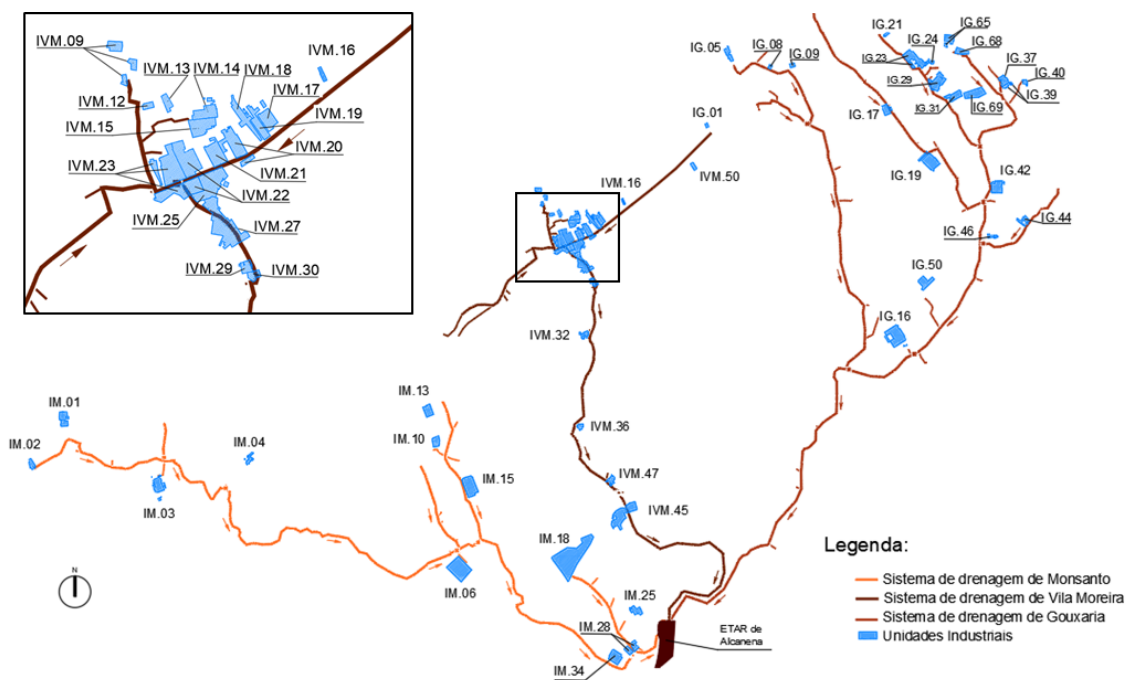 IVM.09
IVM.16
IVM.13
IVM.14
IVM.18
IVM.17
IVM.12
IVM.15
IVM.19
IVM.20
IVM.23
IVM.21
IVM.22
IVM.25
IVM.27
IVM.29
IVM.30
IG.05
IG.08
IG.09
IG.21
IG.24
IG.65
IG.68
IG.23
IG.37
IG.29
IG.40
IG.31
IG.69
IG.39
IG.01
IG.17
IVM.50
IG.19
IG.42
IVM.16
IG.44
IG.46
IG.50
IG.16
IVM.32
IM.13
IM.01
IM.10
IVM.36
IM.02
IM.04
IM.15
IVM.47
IM.03
IVM.45
IM.18
IM.06
IM.25
IM.28
IM.34
N
ETAR de
Alcanena
Legenda:
Sistema de drenagem de Monsanto
Sistema de drenagem de Vila Moreira
Sistema de drenagem de Gouxaria
Unidades Industriais